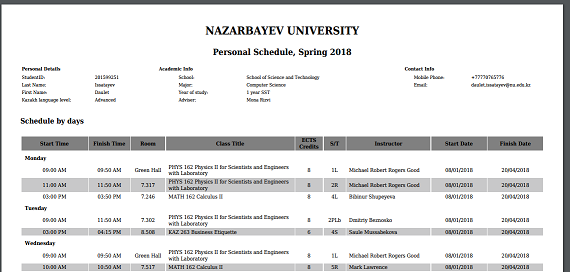 NAZARBAYEV UNIVERSITY
Personal Schedule, Spring 2018
Personal Details Academic Info Contact Info
StudentID: 201599251 School: School of Science and Technology Mobile Phone: +77770765776
Last Name: Issatayev Major: Computer Science Email: daulet.issatayev@nu.edu.kz
First Name: Daulet Year of study: 1 year SST
Kazakh language level: Advanced Adviser: Mona Rizvi
Schedule by days
Start Time Finish Time Room Class Title ECTS Credits S/T Instructor Start Date Finish Date
Monday
09:00 AM 09:50 AM Green Hall PHYS 162 Physics II for Scientists and Engineers with Laboratory 8 1L Michael Robert Rogers Good 08/01/2018 20/04/2018
11:00 AM 11:50 AM 7.317 PHYS 162 Physics II for Scientists and Engineers with Laboratory 8 2R Michael Robert Rogers Good 08/01/2018 20/04/2018
03:00 PM 03:50 PM 7.246 MATH 162 Calculus II 8 4L Bibinur Shupeyeva 08/01/2018 20/04/2018
Tuesday
09:00 AM 11:50 AM 7.302 PHYS 162 Physics II for Scientists and Engineers with Laboratory 8 2PLb Dmitriy Beznosko 08/01/2018 20/04/2018
03:00 PM 04:15 PM 8.508 KAZ 263 Business Etiquette 6 4S Saule Mussabekova 08/01/2018 20/04/2018
Wednesday
09:00 AM 09:50 AM Green Hall PHYS 162 Physics II for Scientists and Engineers with Laboratory 8 1L Michael Robert Rogers Good 08/01/2018 20/04/2018
10:00 AM 10:50 AM 7.517 MATH 162 Calculus II 8 5R Mark Lawrence 08/01/2018 20/04/2018